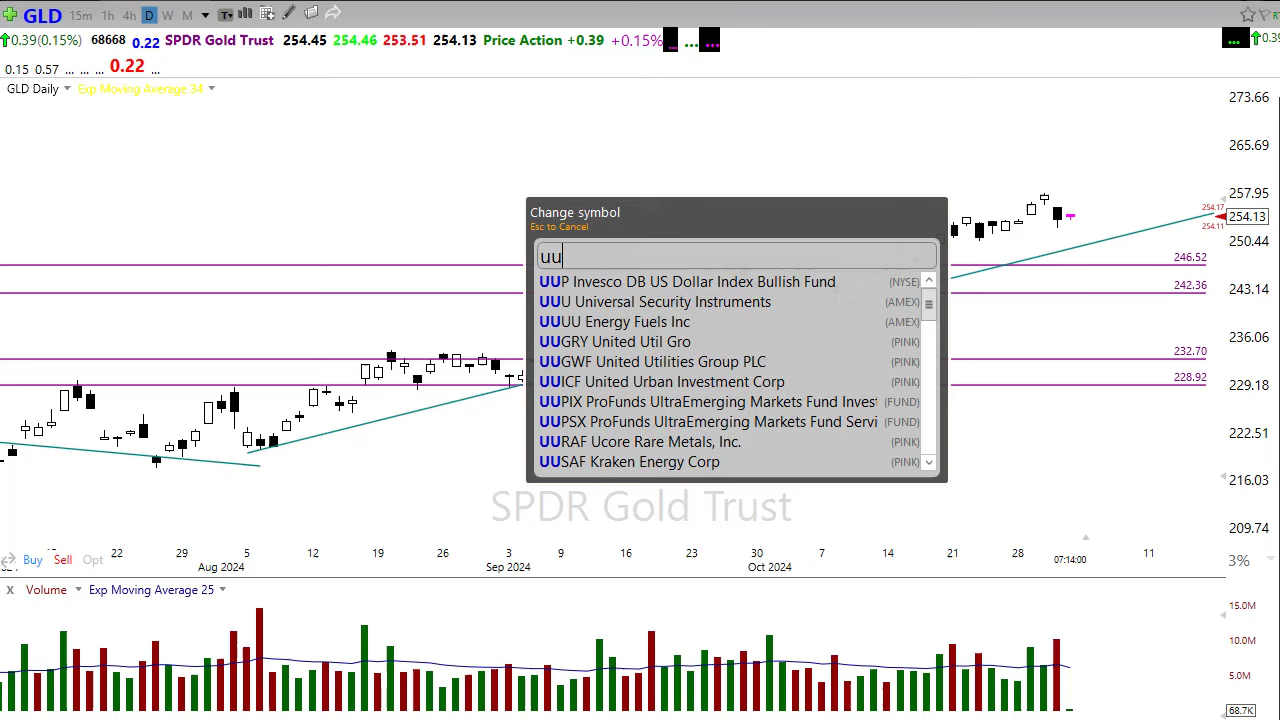 GLD 15m 1h 4h D W M T
0.39(0.15%) 68668 0.22 SPDR Gold Trust 254.45 254.46 253.51 254.13 Price Action +0.39 +0.15% ... ... ... ... 0.39
0.15 0.57 ... ... ... 0.22 ...
GLD Daily Exp Moving Average 34
273.66
265.69
257.95
254.17
254.13
254.11
250.44
246.52
243.14
242.36
236.06
232.70
229.18
228.92
222.51
216.03
209.74
Change symbol
Esc to Cancel
uu
UUP Invesco DB US Dollar Index Bullish Fund (NYSE)
UUU Universal Security Instruments (AMEX)
UUUU Energy Fuels Inc (AMEX)
UUGRY United Util Gro (PINK)
UUGWF United Utilities Group PLC (PINK)
UUICF United Urban Investment Corp (PINK)
UUPIX ProFunds UltraEmerging Markets Fund Invest (FUND)
UUPSX ProFunds UltraEmerging Markets Fund Servi (FUND)
UURAF Ucore Rare Metals, Inc. (PINK)
UUSAF Kraken Energy Corp (PINK)
SPDR Gold Trust
22 29 5 12 19 26 3 9 16 23 30 7 14 21 28 11
Buy Sell Opt Aug 2024 Sep 2024 Oct 2024 07:14:00 3%
x Volume Exp Moving Average 25
15.0M
10.0M
5.0M
68.7K